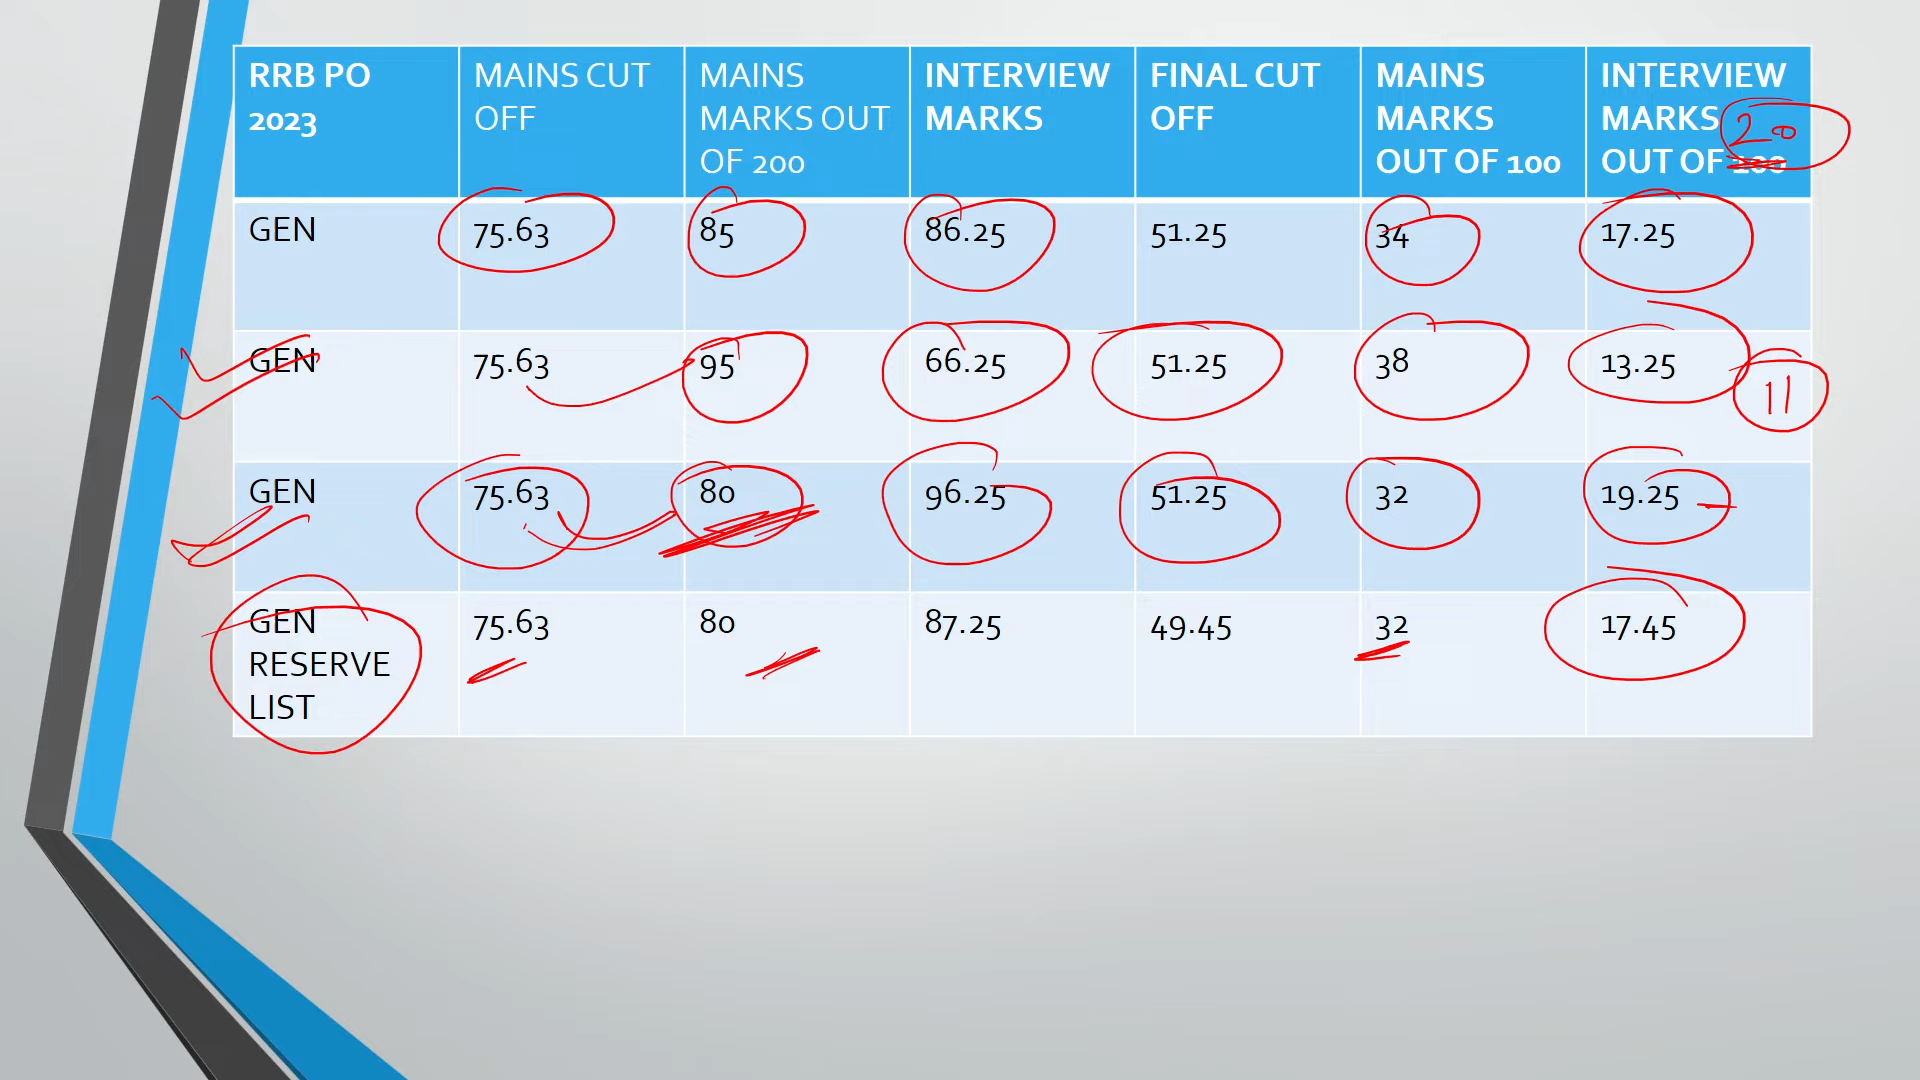 RRB PO 2023
MAINS CUT OFF
MAINS MARKS OUT OF 200
INTERVIEW MARKS
FINAL CUT OFF
MAINS MARKS OUT OF 100
INTERVIEW MARKS OUT OF 100
20
GEN 75.63 85 86.25 51.25 34 17.25
GEN 75.63 95 66.25 51.25 38 13.25
11
GEN 75.63 80 96.25 51.25 32 19.25
GEN RESERVE LIST 75.63 80 87.25 49.45 32 17.45